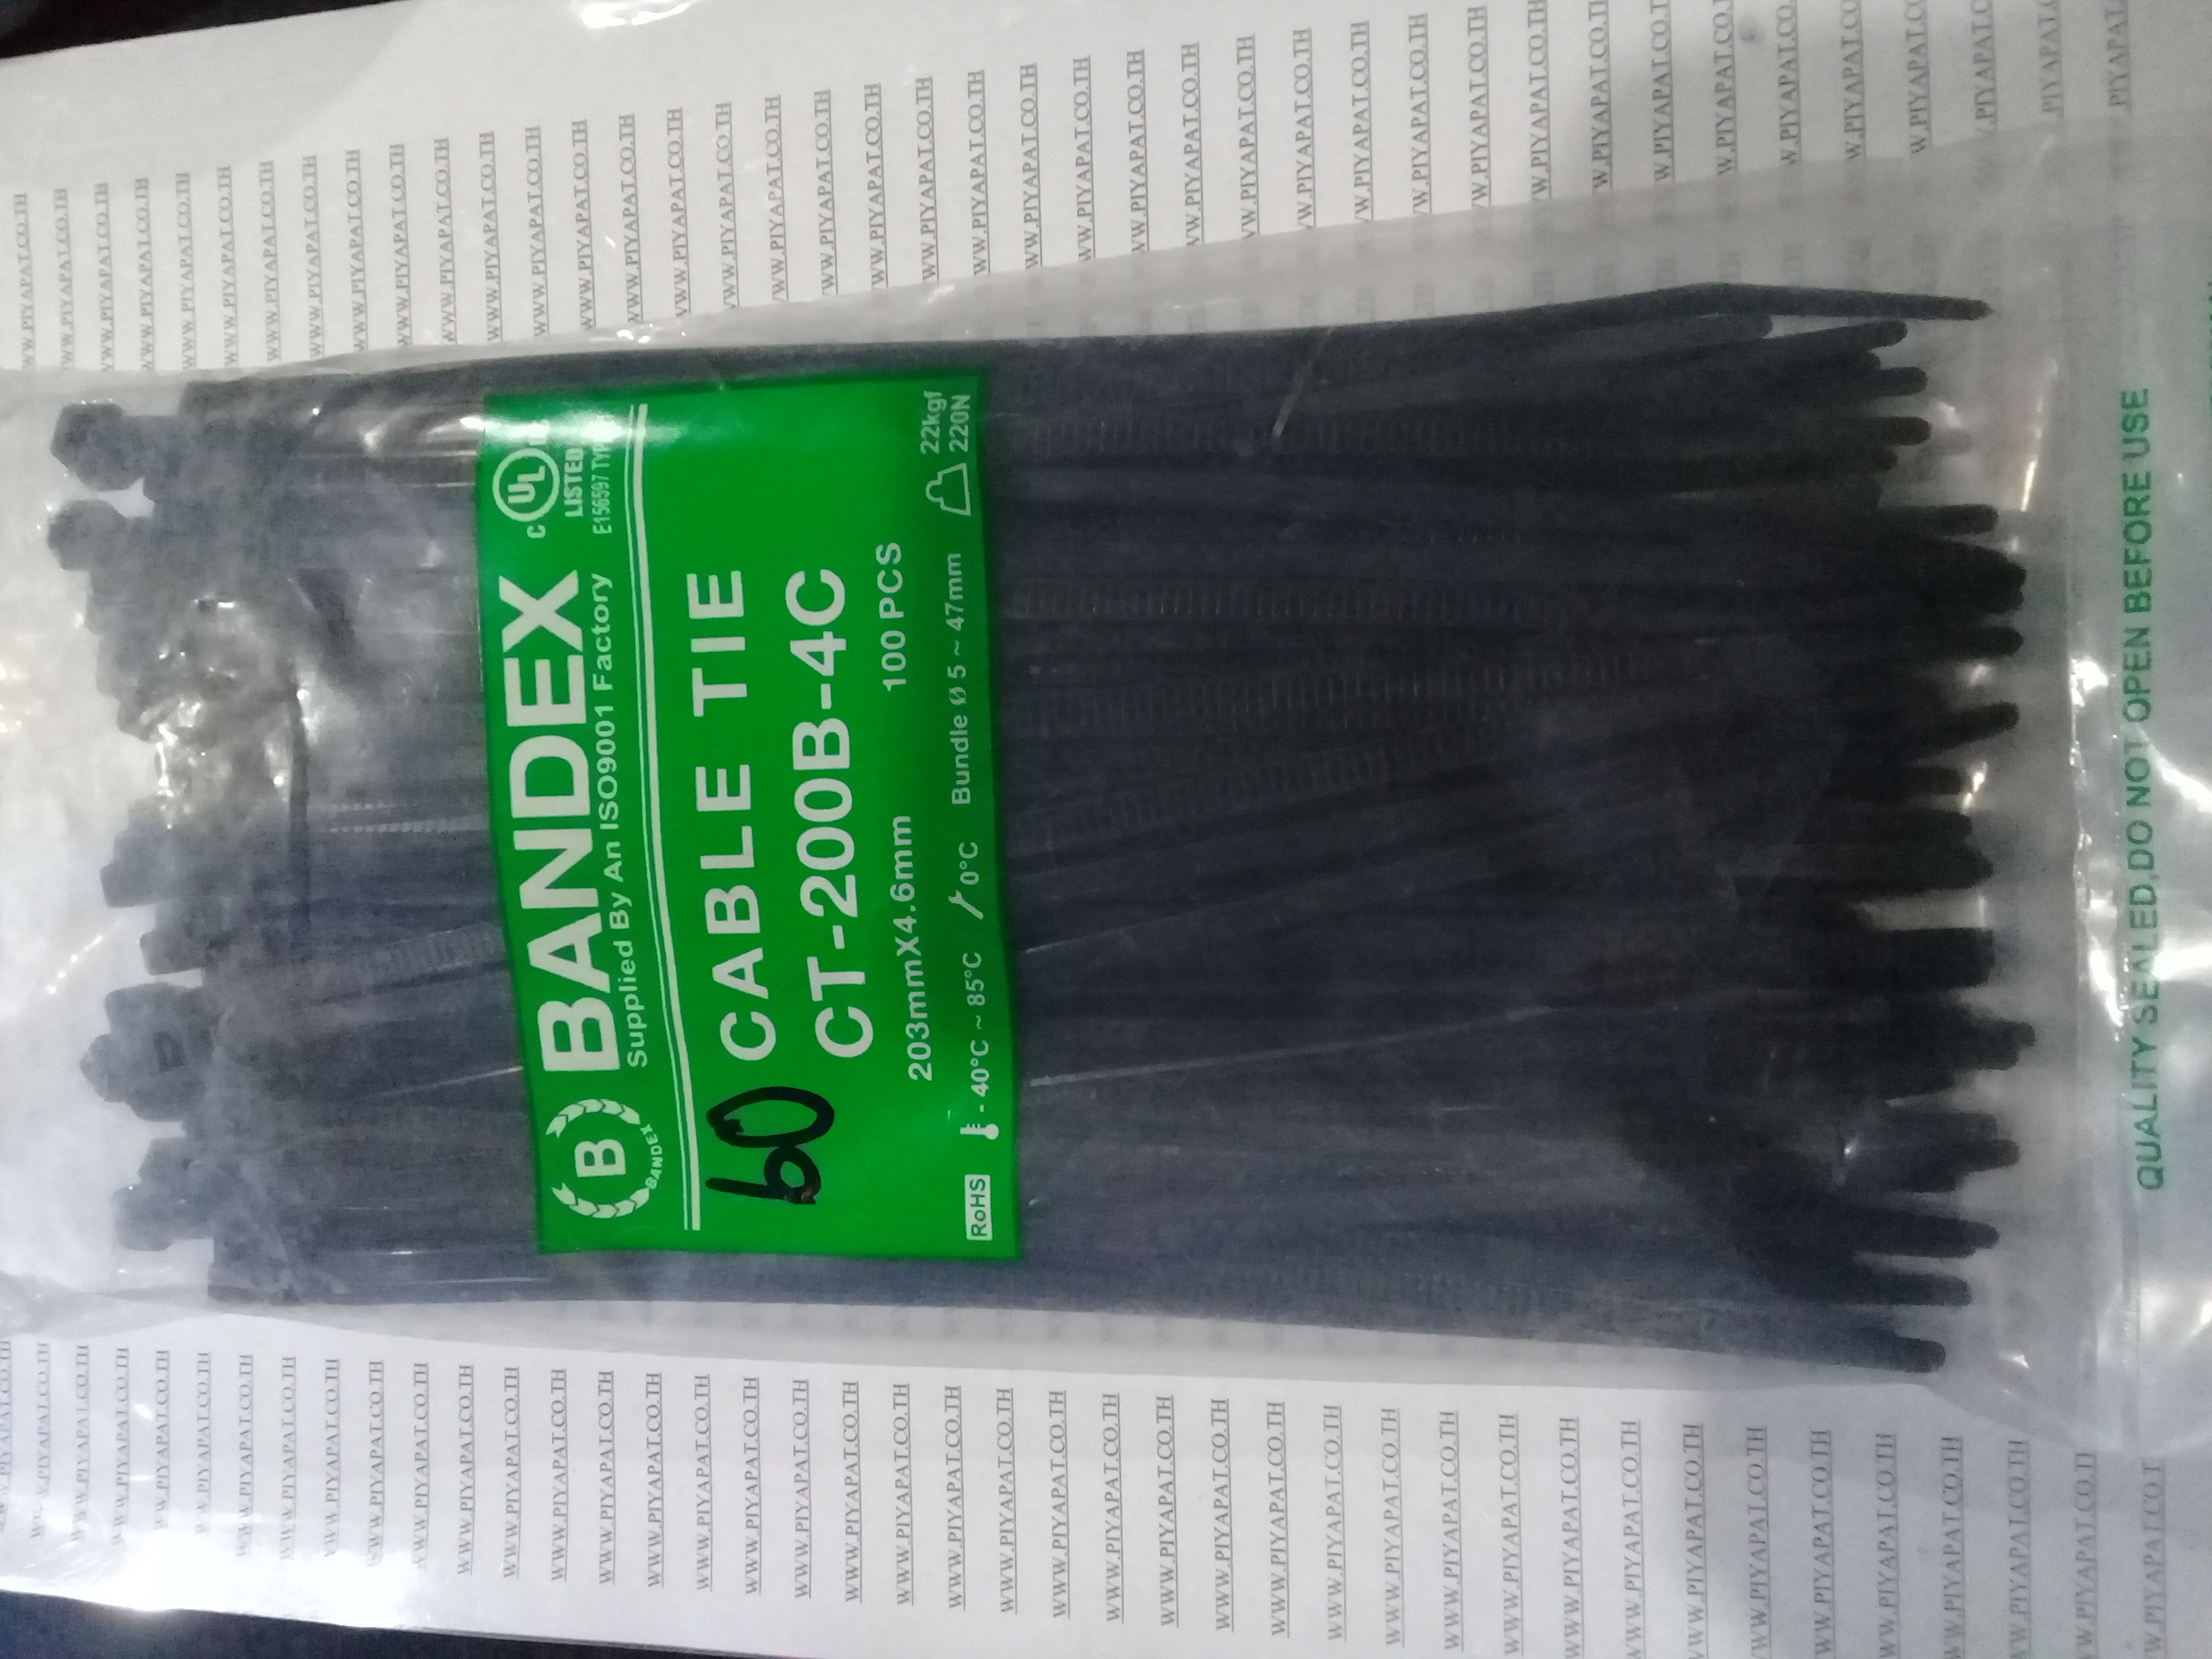 B
BANDEX
BANDEX
Supplied By An ISO9001 Factory
C UL
LISTED
E156597
60
CABLE TIE
CT-200B-4C
203mmX4.6mm 100 PCS
RoHS -40°C ~ 85°C 0°C Bundle Ø 5 ~ 47mm 22kgf
220N
QUALITY SEALED,DO NOT OPEN BEFORE USE
WWW.PIYAPAT.CO.TH